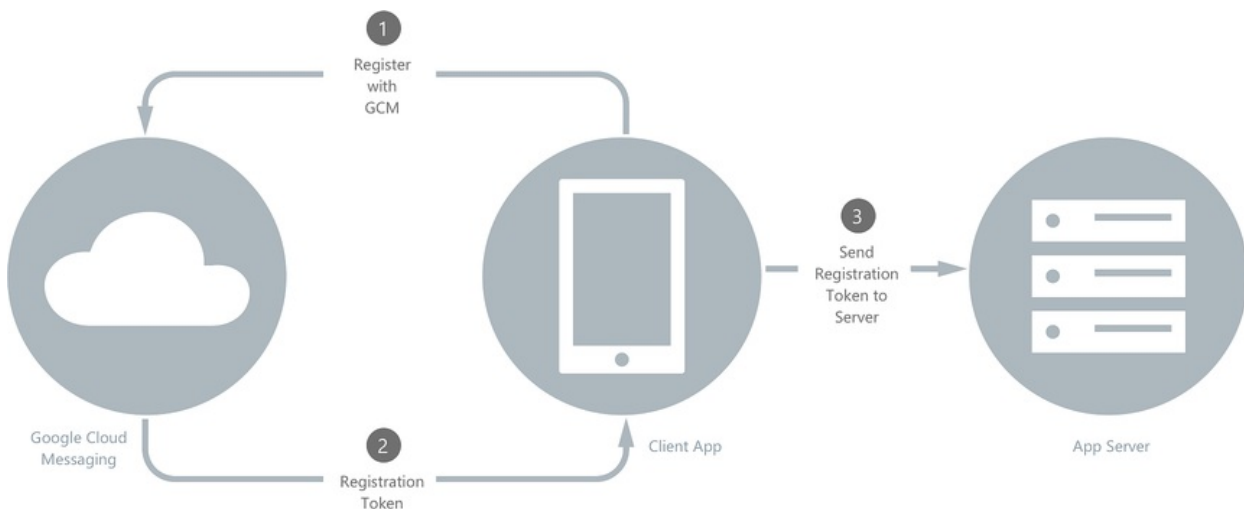 1
Register
with
GCM
3
Send
Registration
Token to
Server
Google Cloud
Messaging
2
Registration
Token
Client App
App Server